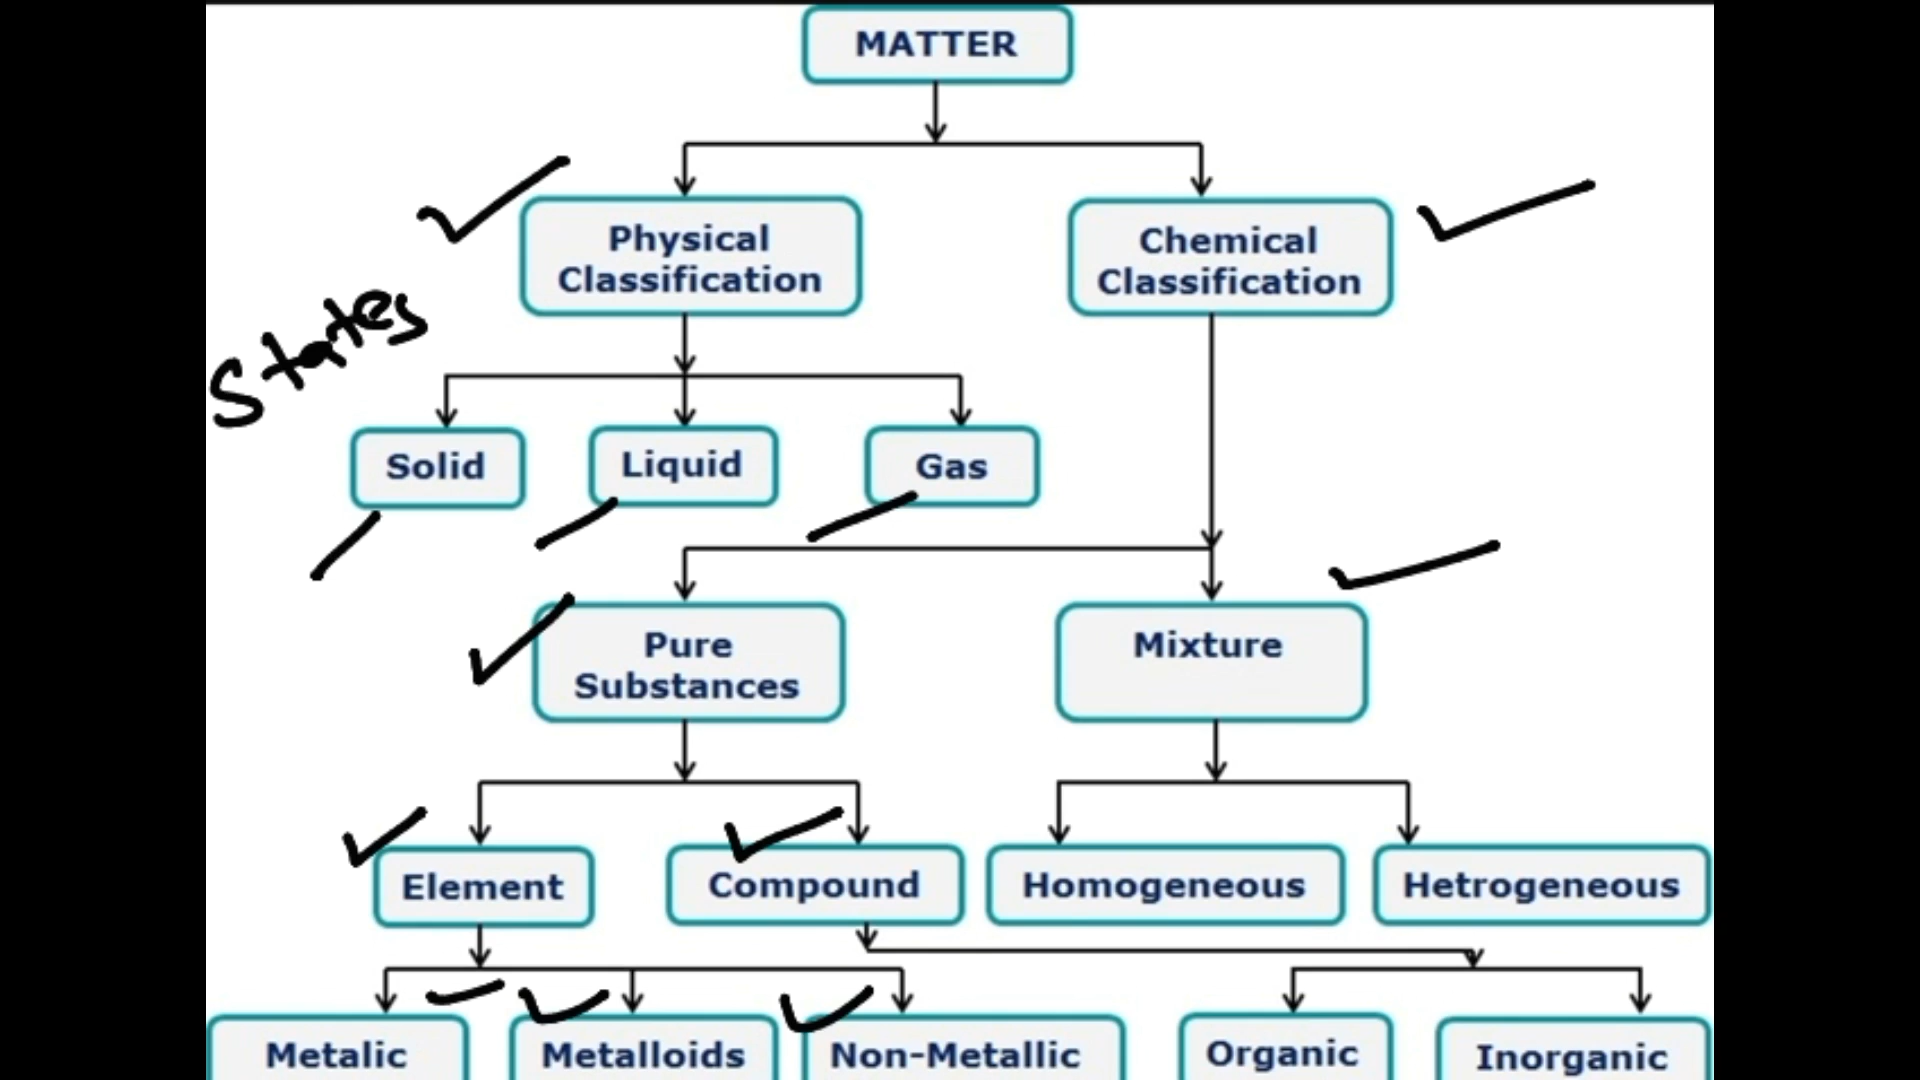 MATTER
Physical
Classification
Chemical
Classification
States
Solid
Liquid
Gas
Pure
Substances
Mixture
Element
Compound
Homogeneous
Hetrogeneous
Metalic
Metalloids
Non-Metallic
Organic
Inorganic